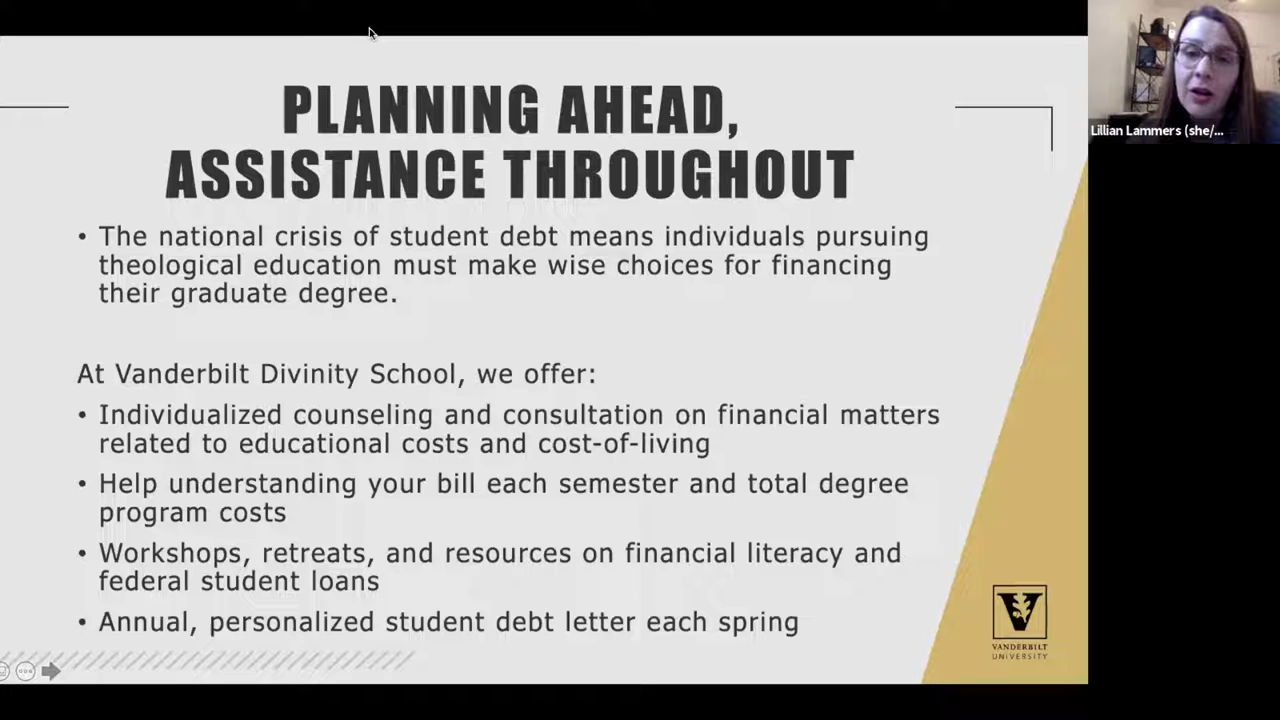 PLANNING AHEAD,
ASSISTANCE THROUGHOUT
• The national crisis of student debt means individuals pursuing
theological education must make wise choices for financing
their graduate degree.
At Vanderbilt Divinity School, we offer:
• Individualized counseling and consultation on financial matters
related to educational costs and cost-of-living
• Help understanding your bill each semester and total degree
program costs
• Workshops, retreats, and resources on financial literacy and
federal student loans
• Annual, personalized student debt letter each spring
V
VANDERBILT
UNIVERSITY
Lillian Lammers (she/...